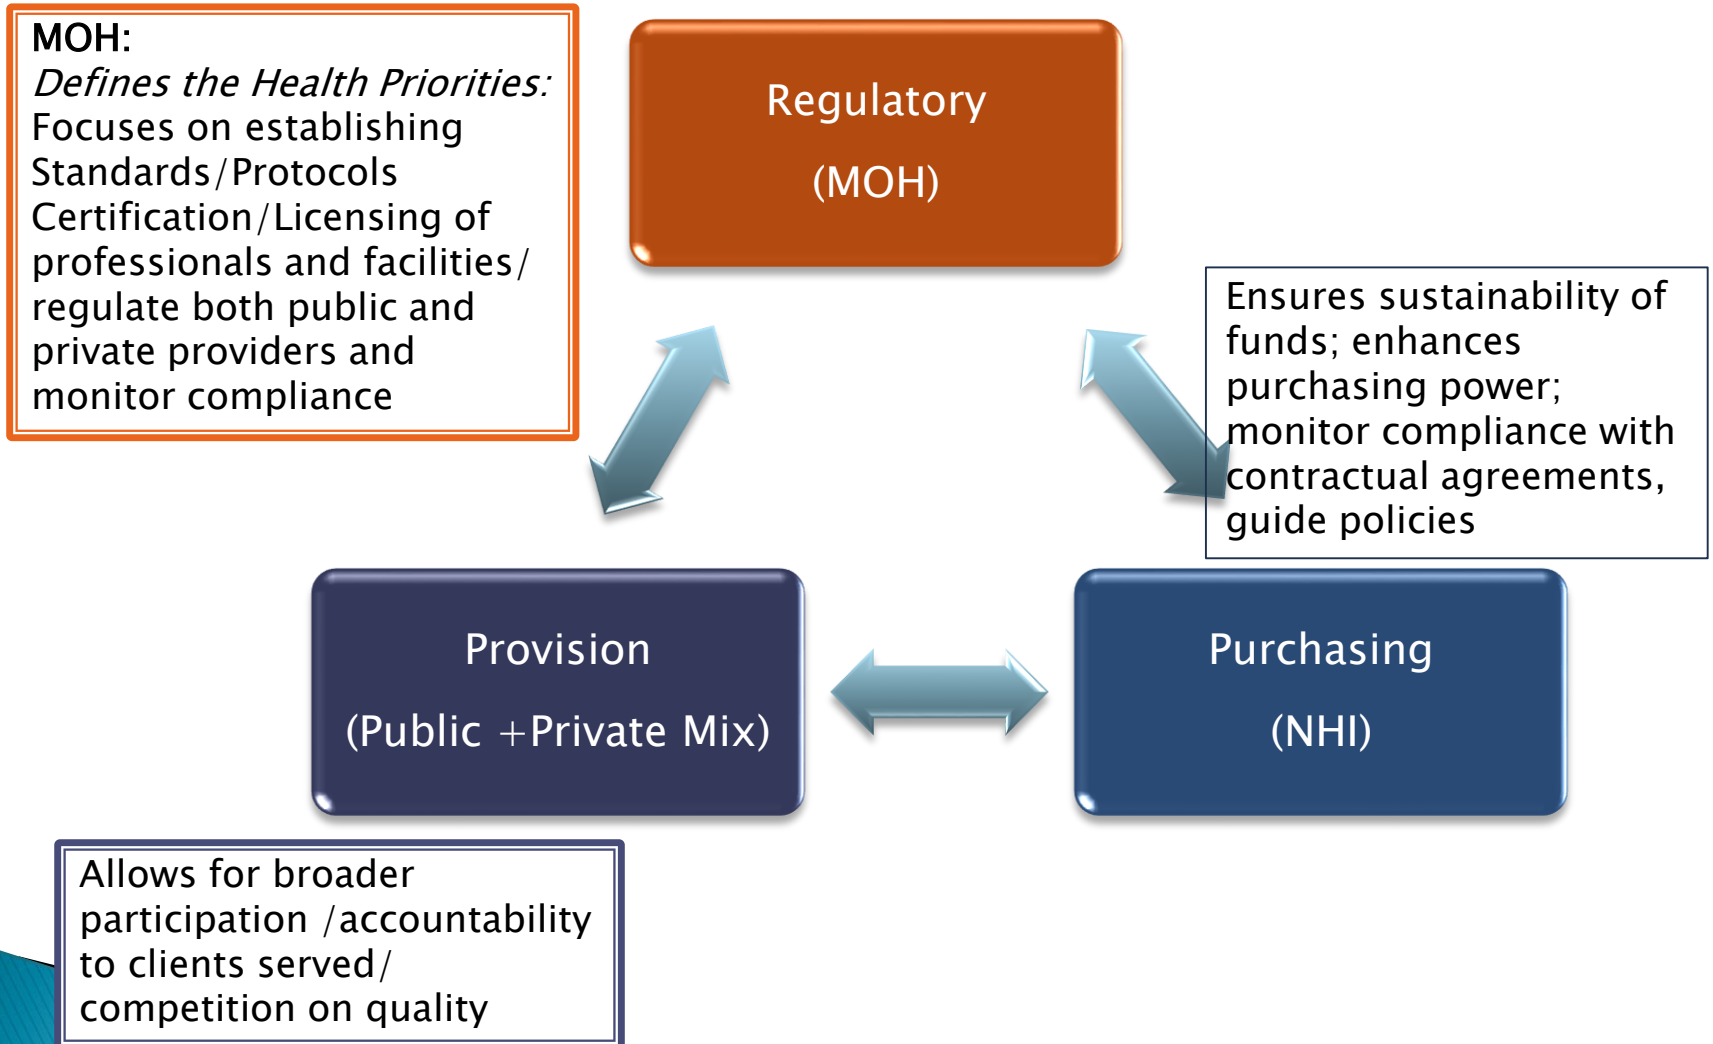 MOH:
Defines the Health Priorities:
Focuses on establishing
Standards/Protocols
Certification/Licensing of
professionals and facilities/
regulate both public and
private providers and
monitor compliance
Regulatory
(MOH)
Ensures sustainability of
funds; enhances
purchasing power;
monitor compliance with
contractual agreements,
guide policies
Provision
(Public +Private Mix)
Purchasing
(NHI)
Allows for broader
participation /accountability
to clients served/
competition on quality